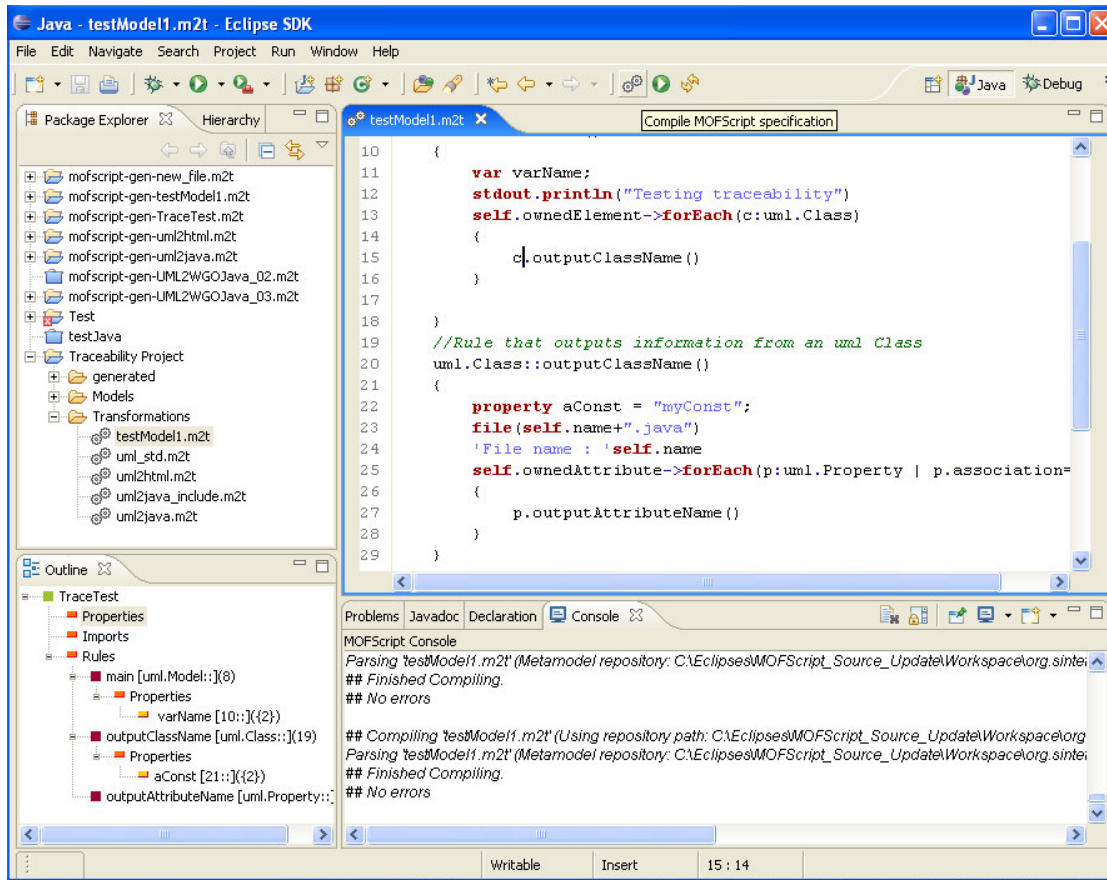 Java - testModel1.m2t - Eclipse SDK
File Edit Navigate Search Project Run Window Help
Java Debug
Package Explorer Hierarchy
mofscript-gen-new_file.m2t
mofscript-gen-testModel1.m2t
mofscript-gen-TraceTest.m2t
mofscript-gen-uml2html.m2t
mofscript-gen-uml2java.m2t
mofscript-gen-UML2WGOJava_02.m2t
mofscript-gen-UML2WGOJava_03.m2t
Test
testJava
Traceability Project
generated
Models
Transformations
testModel1.m2t
uml_std.m2t
uml2html.m2t
uml2java_include.m2t
uml2java.m2t
testModel1.m2t
Compile MOFScript specification
10 {
11 var varName;
12 stdout.println("Testing traceability")
13 self.ownedElement->forEach(c:uml.Class)
14 {
15 c.outputClassName()
16 }
17
18 }
19 //Rule that outputs information from an uml Class
20 uml.Class::outputClassName()
21 {
22 property aConst = "myConst";
23 file(self.name+".java")
24 'File name : 'self.name
25 self.ownedAttribute->forEach(p:uml.Property | p.association=
26 {
27 p.outputAttributeName()
28 }
29 }
Outline
TraceTest
Properties
Imports
Rules
main [uml.Model::](8)
Properties
varName [10::]({2})
outputClassName [uml.Class::](19)
Properties
aConst [21::]({2})
outputAttributeName [uml.Property::]
Problems Javadoc Declaration Console
MOFScript Console
Parsing 'testModel1.m2t' (Metamodel repository: C:\Eclipses\MOFScript_Source_Update\Workspace\org.sinte
## Finished Compiling.
## No errors
## Compiling 'testModel1.m2t' (Using repository path: C:\Eclipses\MOFScript_Source_Update\Workspace\org
Parsing 'testModel1.m2t' (Metamodel repository: C:\Eclipses\MOFScript_Source_Update\Workspace\org.sinte
## Finished Compiling.
## No errors
Writable Insert 15 : 14